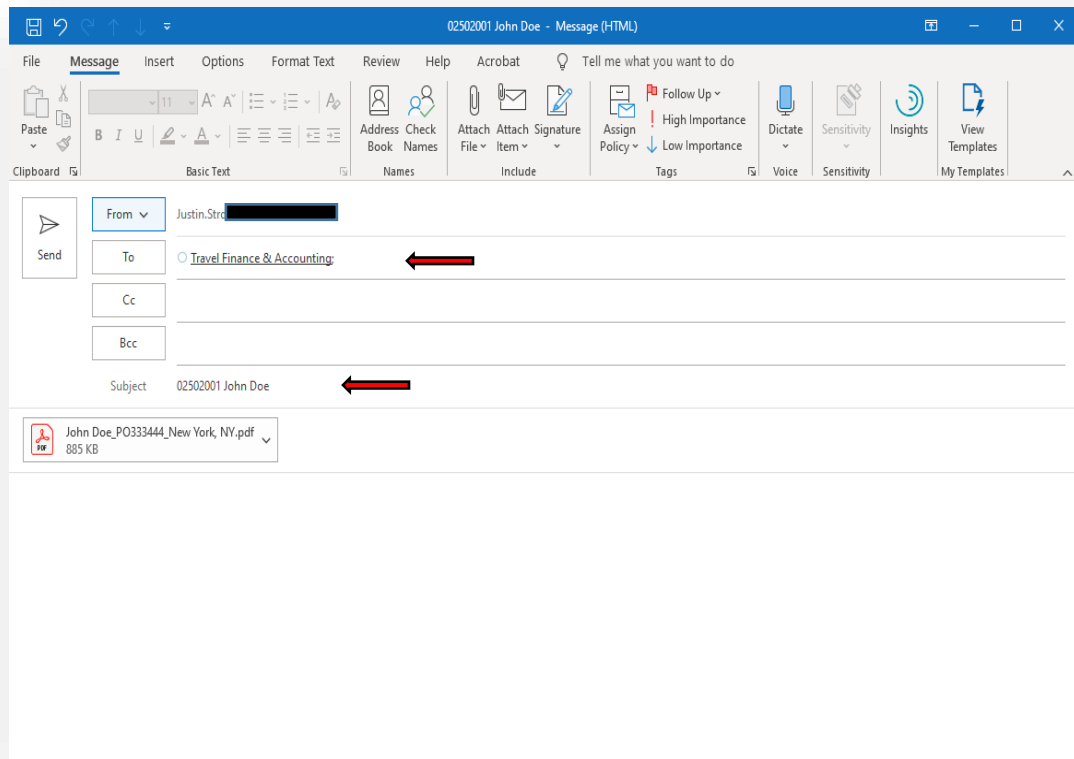 02502001 John Doe - Message (HTML)
File Message Insert Options Format Text Review Help Acrobat Tell me what you want to do
Paste
Clipboard
11
A A A
B I U A
Basic Text
Address Book
Check Names
Names
Attach File
Attach Item
Signature
Include
Assign Policy
Follow Up
High Importance
Low Importance
Tags
Dictate
Voice
Sensitivity
Sensitivity
Insights
View Templates
My Templates
Send
From
Justin.Stro
To
Travel Finance & Accounting;
Cc
Bcc
Subject
02502001 John Doe
PDF
John Doe_PO333444_New York, NY.pdf
885 KB